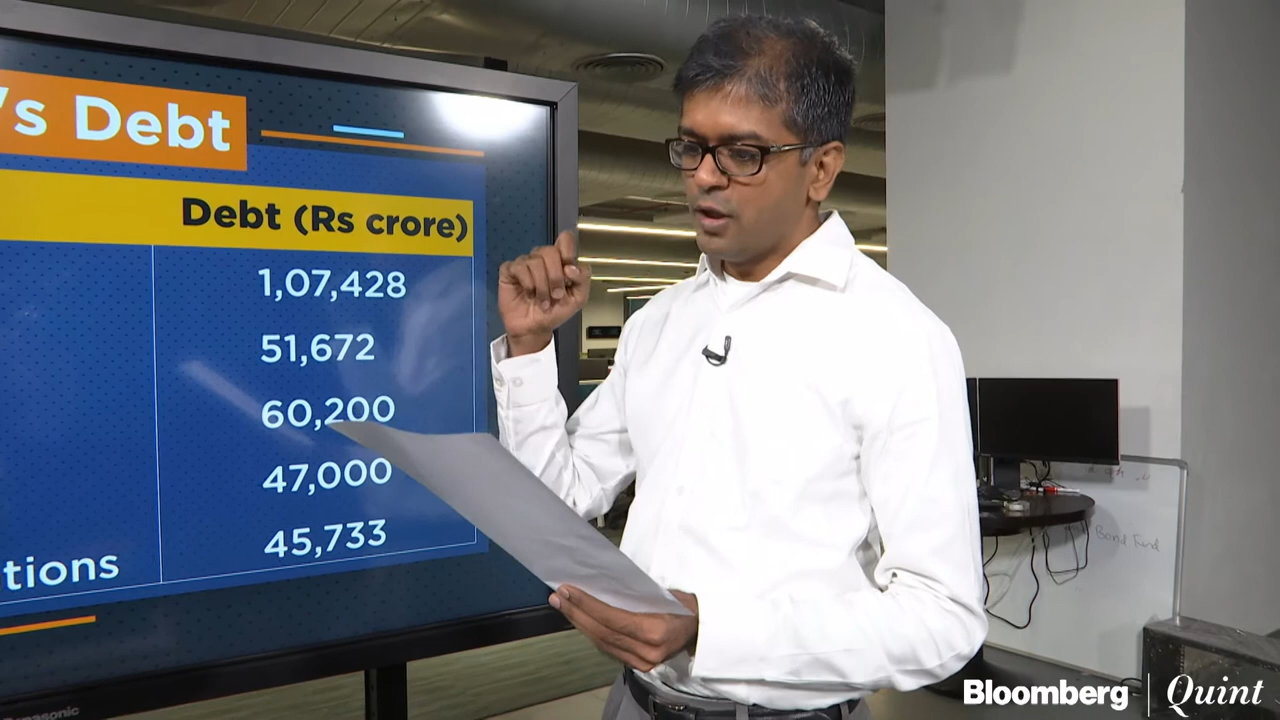 's Debt
Debt (Rs crore)
1,07,428
51,672
60,200
47,000
45,733
tions
Panasonic
Bond Fund
Bloomberg | Quint